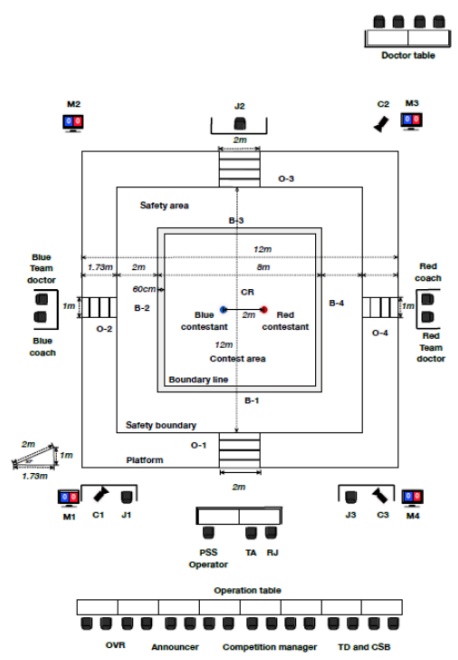 Doctor table
M2
J2
C2
M3
2m
O-3
Safety area
B-3
12m
Blue
Team
doctor
1.73m
2m
8m
Red
coach
60cm
CR
1m
B-2
B-4
1m
Blue
contestant
Red
contestant
2m
O-2
O-4
Blue
coach
Red
Team
doctor
12m
Contest area
Boundary line
B-1
Safety boundary
O-1
2m
1m
1.73m
Platform
2m
M1
C1
J1
J3
C3
M4
PSS
Operator
TA
RJ
Operation table
OVR
Announcer
Competition manager
TD and CSB